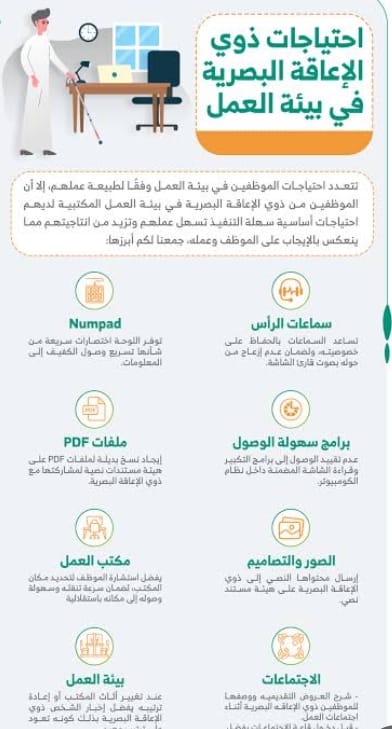 احتياجات ذوي
الإعاقة البصرية
في بيئة العمل
تتعدد احتياجات الموظفين في بيئة العمل وفقًا لطبيعة عملهم، إلا أن
الموظفين من ذوي الإعاقة البصرية في بيئة العمل المكتبية لديهم
احتياجات أساسية سهلة التنفيذ تسهل عملهم وتزيد من انتاجيتهم مما
ينعكس بالإيجاب على الموظف وعمله، جمعنا لكم أبرزها:
سماعات الرأس
تساعد السماعات بالحفاظ على
خصوصيته، ولضمان عدم إزعاج من
حوله بصوت قارئ الشاشة.
Numpad
توفر اللوحة اختصارات سريعة من
شأنها تسريع وصول الكفيف إلى
المعلومات.
برامج سهولة الوصول
عدم تقييد الوصول إلى برامج التكبير
وقراءة الشاشة المضمنة داخل نظام
الكومبيوتر.
PDF
ملفات PDF
إيجاد نسخ بديلة لملفات PDF على
هيئة مستندات نصية لمشاركتها مع
ذوي الإعاقة البصرية.
الصور والتصاميم
إرسال محتواها النصي إلى ذوي
الإعاقة البصرية على هيئة مستند
نصي.
مكتب العمل
يفضل استشارة الموظف لتحديد مكان
المكتب، لضمان سرعة تنقله وسهولة
وصوله إلى مكانه باستقلالية
الاجتماعات
- شرح العروض التقديمية ووصفها
للموظفين ذوي الإعاقة البصرية أثناء
اجتماعات العمل.
بيئة العمل
عند تغيير أثاث المكتب أو إعادة
ترتيبه يفضل إخبار الشخص ذوي
الإعاقة البصرية بذلك كونه تعود